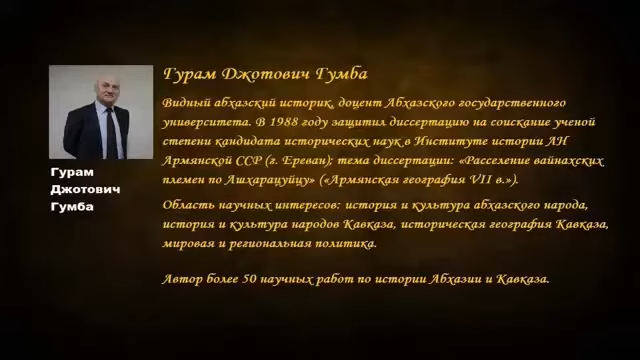 Гурам Джотович Гумба
Видный абхазский историк, доцент Абхазского государственного
университета. В 1988 году защитил диссертацию на соискание ученой
степени кандидата исторических наук в Институте истории АН
Армянской ССР (г. Ереван); тема диссертации: «Расселение вайнахских
племен по Ашхарацуйцу» («Армянская география VII в.»).
Область научных интересов: история и культура абхазского народа,
история и культура народов Кавказа, историческая география Кавказа,
мировая и региональная политика.
Автор более 50 научных работ по истории Абхазии и Кавказа.
Гурам
Джотович
Гумба